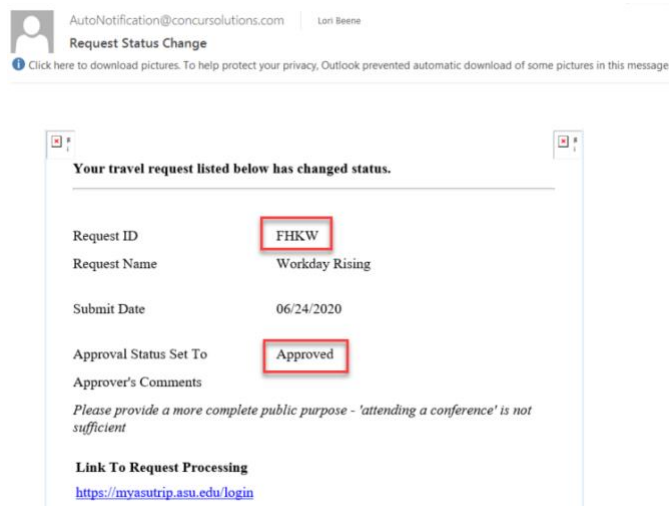 AutoNotification@concursolutions.com Lori Beene
Request Status Change
Click here to download pictures. To help protect your privacy, Outlook prevented automatic download of some pictures in this message
Your travel request listed below has changed status.
Request ID FHKW
Request Name Workday Rising
Submit Date 06/24/2020
Approval Status Set To Approved
Approver's Comments
Please provide a more complete public purpose - 'attending a conference' is not
sufficient
Link To Request Processing
https://myasutrip.asu.edu/login